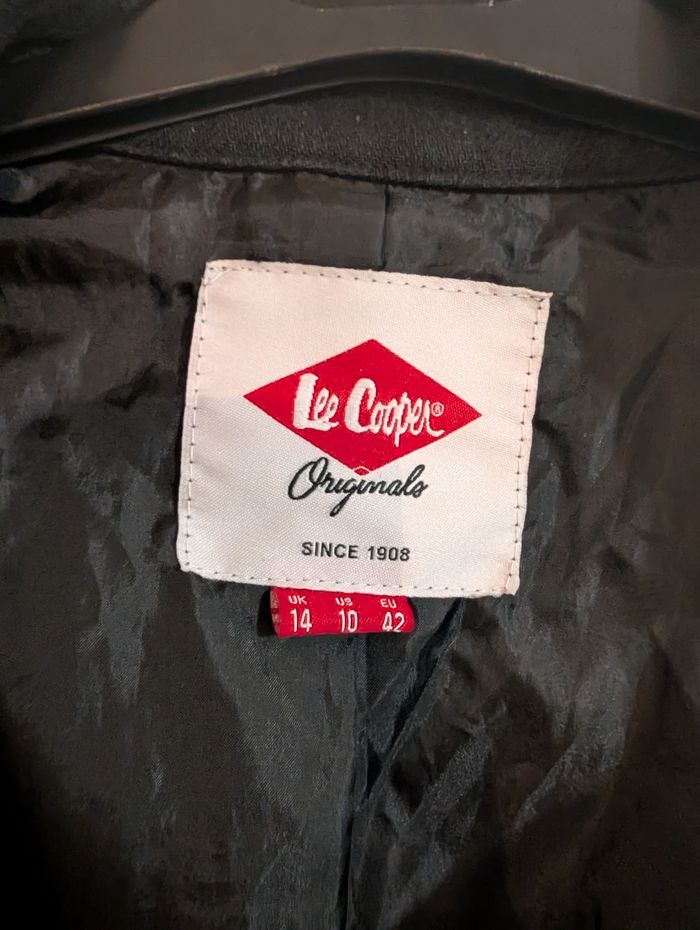 Lee Cooper®
Originals
SINCE 1908
UK US EU
14 10 42